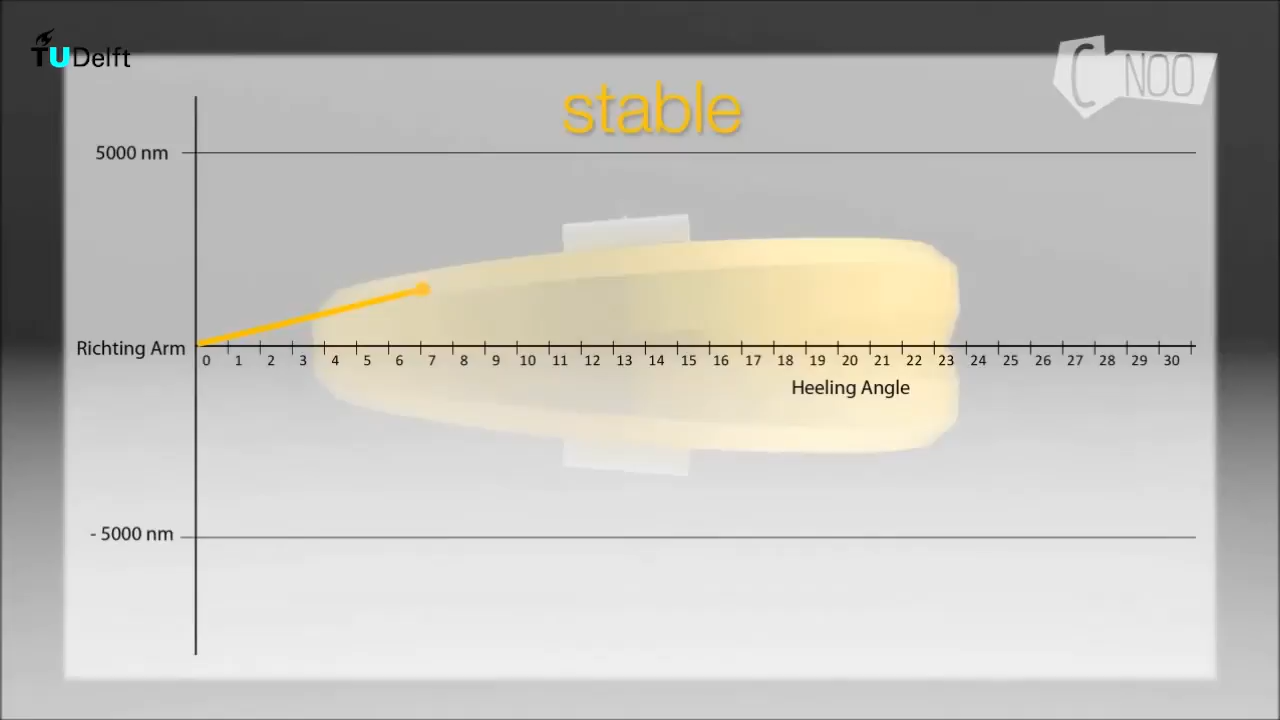 TUDelft
C NOO
stable
5000 nm
Richting Arm
0 1 2 3 4 5 6 7 8 9 10 11 12 13 14 15 16 17 18 19 20 21 22 23 24 25 26 27 28 29 30
Heeling Angle
- 5000 nm